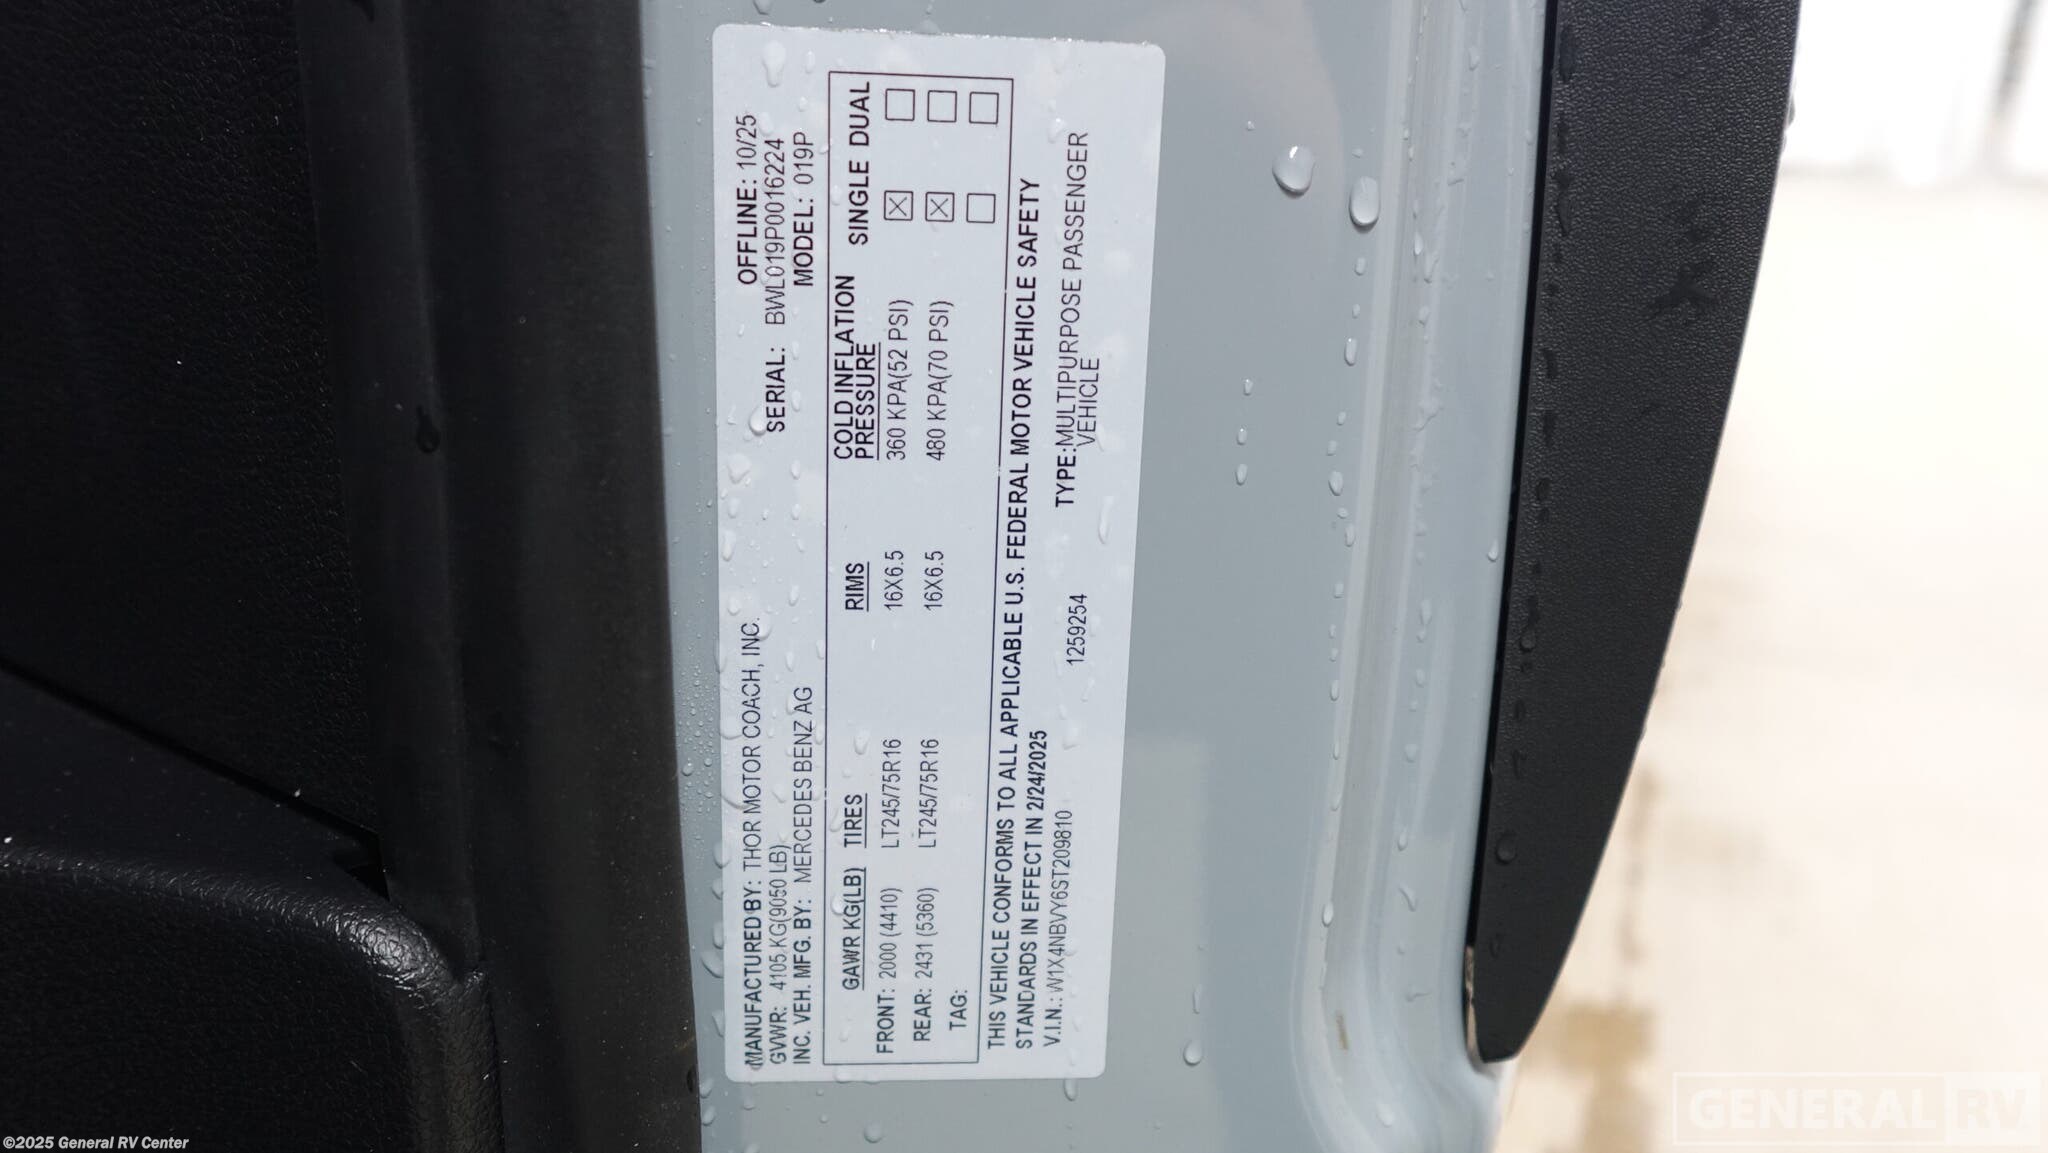 MANUFACTURED BY: THOR MOTOR COACH, INC. OFFLINE: 10/25
GVWR: 4105.KG(9050 LB) SERIAL: BWL019P0016224
INC. VEH. MFG. BY: MERCEDES BENZ AG MODEL: 019P
GAWR KG(LB) TIRES RIMS COLD INFLATION PRESSURE SINGLE DUAL
FRONT: 2000 (4410) LT245/75R16 16X6.5 360 KPA(52 PSI)
REAR: 2431 (5360) LT245/75R16 16X6.5 480 KPA(70 PSI)
TAG:
THIS VEHICLE CONFORMS TO ALL APPLICABLE U.S. FEDERAL MOTOR VEHICLE SAFETY
STANDARDS IN EFFECT IN 2/24/2025
V.I.N.: W1X4NBVY6ST209810 1259254 TYPE:MULTIPURPOSE PASSENGER
VEHICLE
©2025 General RV Center
GENERAL RV